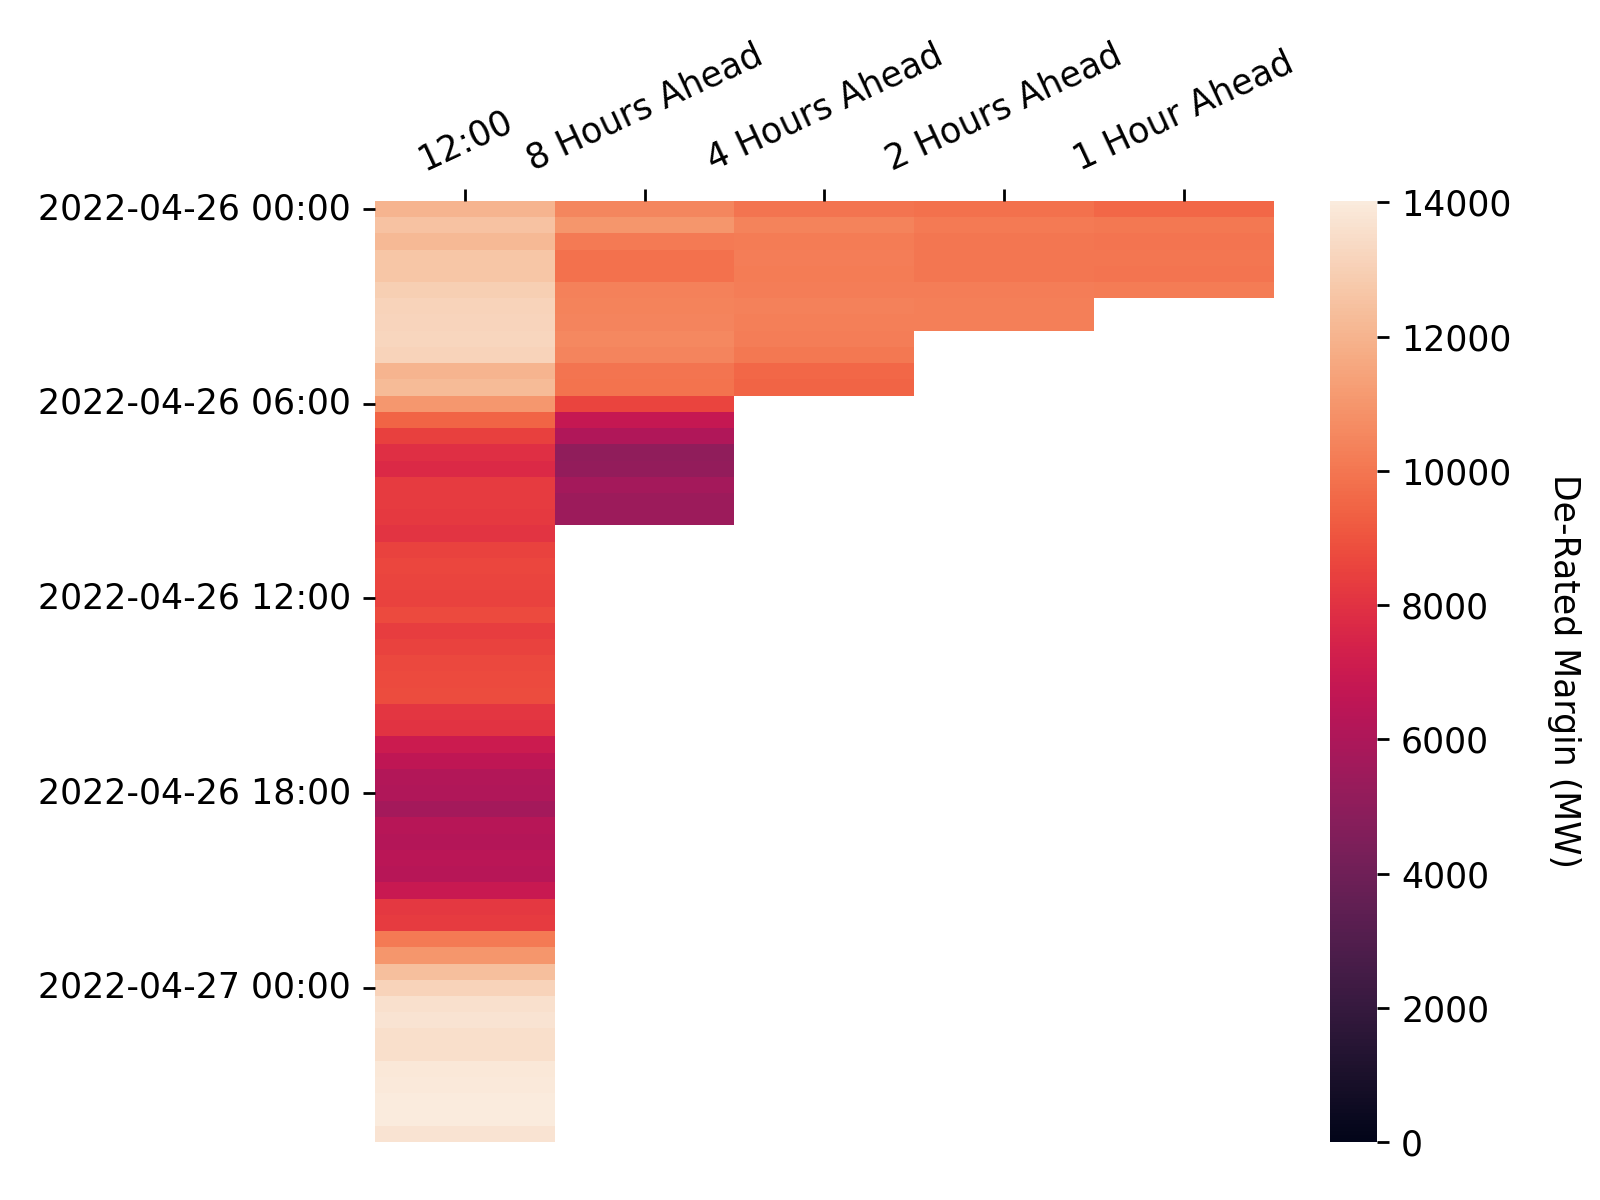 12:00
8 Hours Ahead
4 Hours Ahead
2 Hours Ahead
1 Hour Ahead
2022-04-26 00:00
2022-04-26 06:00
2022-04-26 12:00
2022-04-26 18:00
2022-04-27 00:00
14000
12000
10000
8000
6000
4000
2000
0
De-Rated Margin (MW)